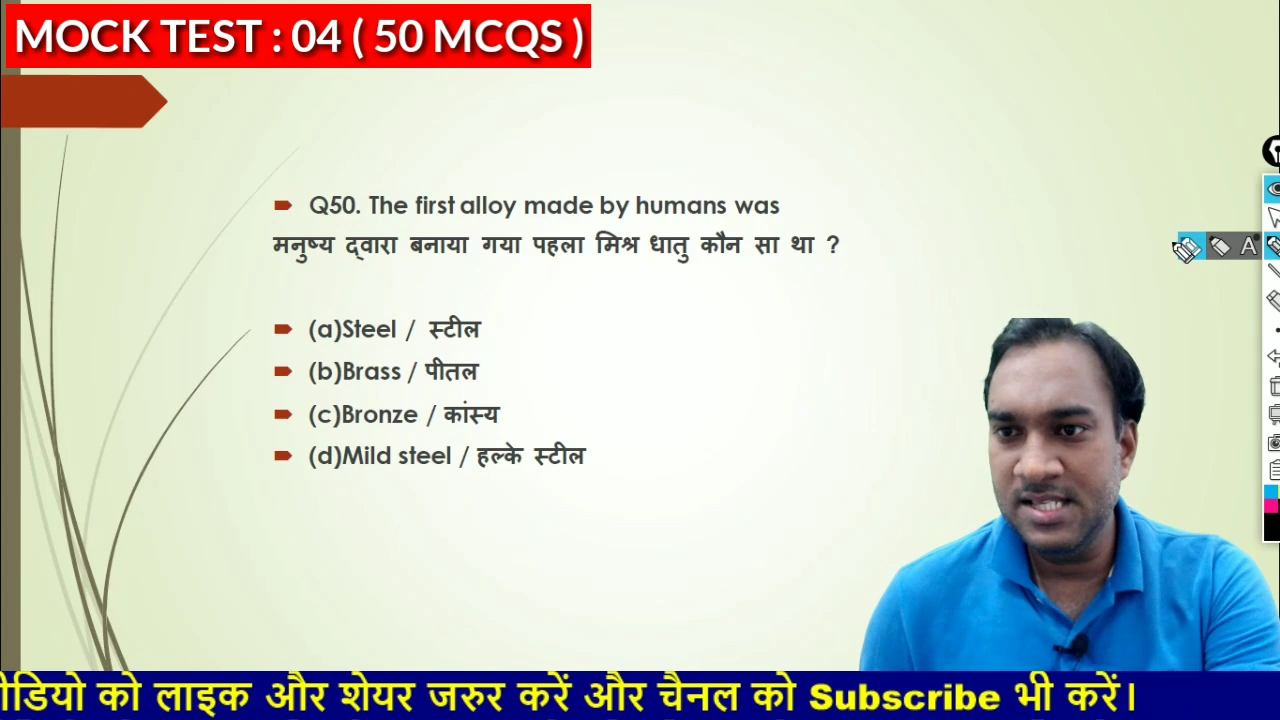 MOCK TEST : 04 ( 50 MCQS )
Q50. The first alloy made by humans was
मनुष्य द्वारा बनाया गया पहला मिश्र धातु कौन सा था ?
(a)Steel / स्टील
(b)Brass / पीतल
(c)Bronze / कांस्य
(d)Mild steel / हल्के स्टील
A
को लाइक और शेयर जरुर करें और चैनल को Subscribe भी करें।